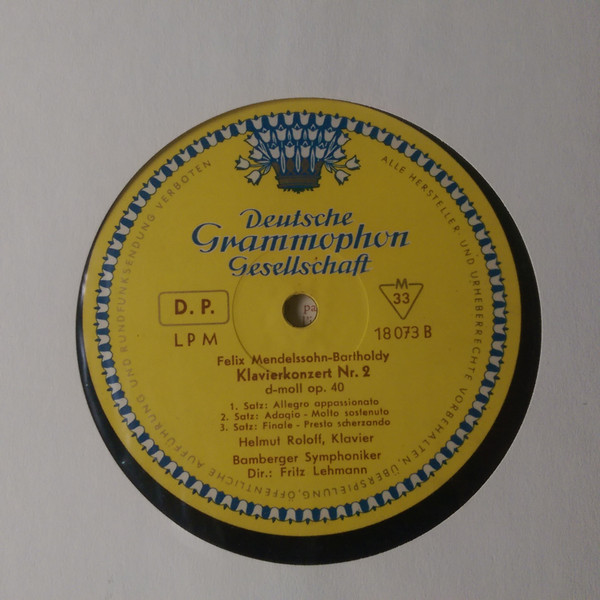 Deutsche
Grammophon
Gesellschaft
D. P.
M
33
LPM
18 073 B
Felix Mendelssohn-Bartholdy
Klavierkonzert Nr. 2
d-moll op. 40
1. Satz: Allegro appassionato
2. Satz: Adagio - Molto sostenuto
3. Satz: Finale - Presto scherzando
Helmut Roloff, Klavier
Bamberger Symphoniker
Dir.: Fritz Lehmann
ALLE HERSTELLER- UND URHEBERRECHTE VORBEHALTEN, ÜBERSPIELUNG, ÖFFENTLICHE AUFFÜHRUNG UND RUNDFUNKSENDUNG VERBOTEN
pa